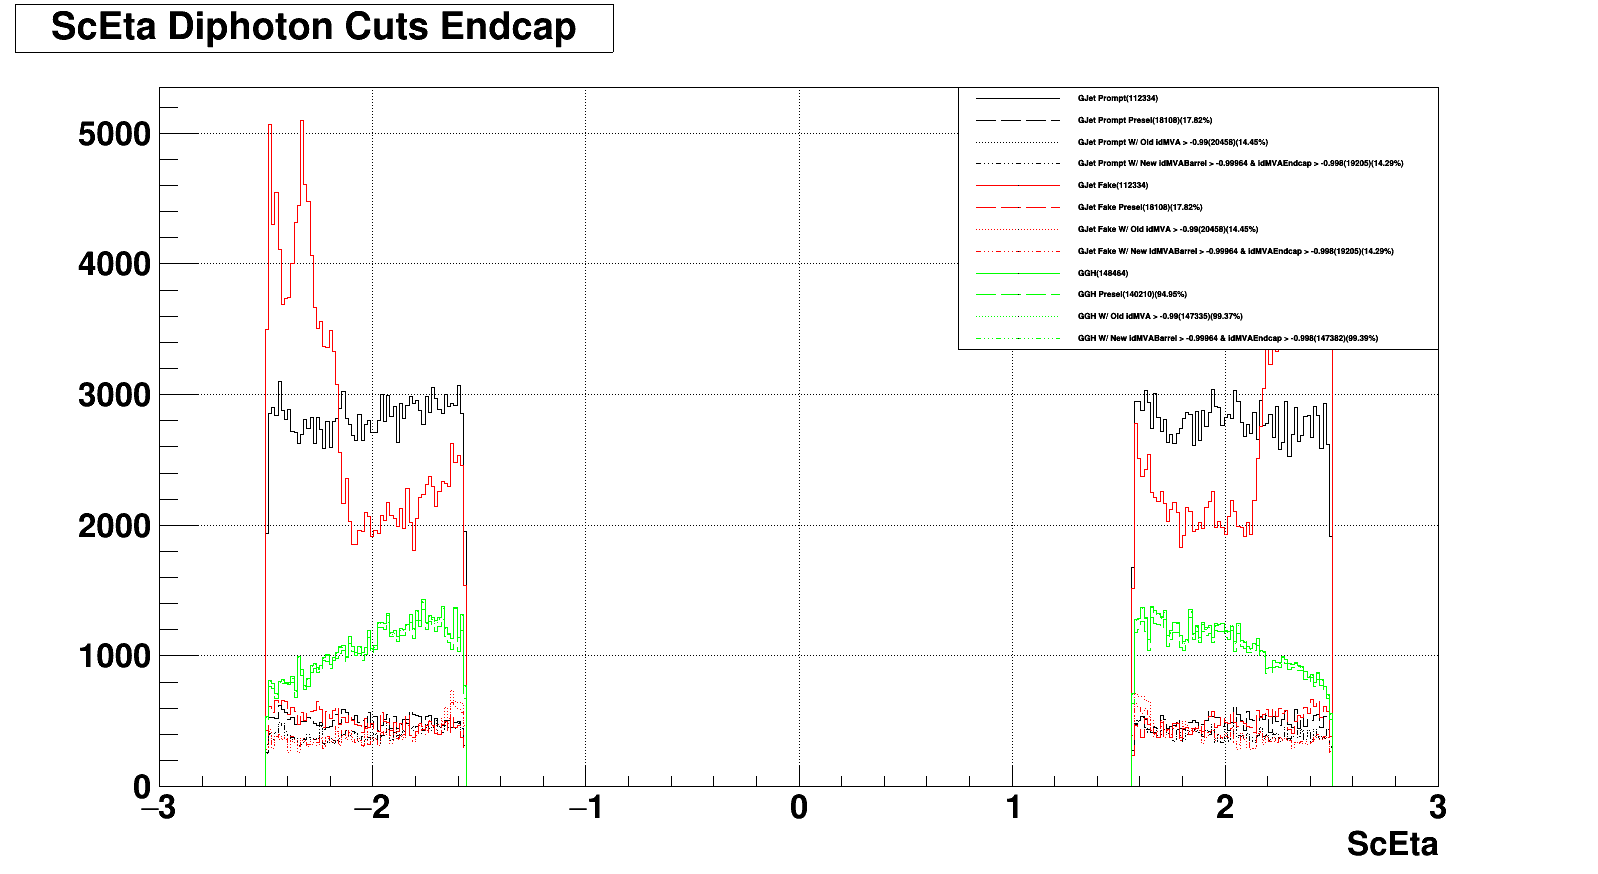 ScEta Diphoton Cuts Endcap
GJet Prompt(112334)
GJet Prompt Presel(18108)(17.82%)
GJet Prompt W/ Old idMVA > -0.99(20458)(14.45%)
GJet Prompt W/ New idMVABarrel > -0.99964 & idMVAEndcap > -0.998(19205)(14.29%)
GJet Fake(112334)
GJet Fake Presel(18108)(17.82%)
GJet Fake W/ Old idMVA > -0.99(20458)(14.45%)
GJet Fake W/ New idMVABarrel > -0.99964 & idMVAEndcap > -0.998(19205)(14.29%)
GGH(148464)
GGH Presel(140210)(94.95%)
GGH W/ Old idMVA > -0.99(147335)(99.37%)
GGH W/ New idMVABarrel > -0.99964 & idMVAEndcap > -0.998(147382)(99.39%)
5000
4000
3000
2000
1000
0
−3 −2 −1 0 1 2 3
ScEta